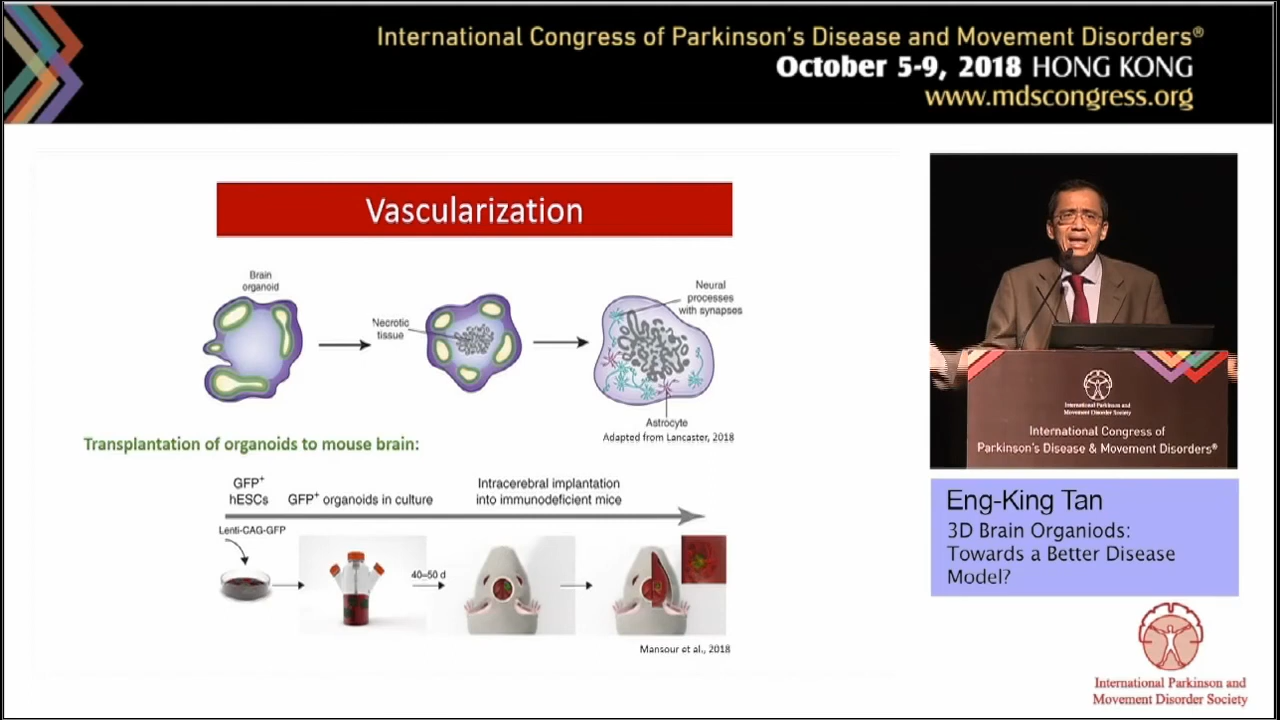 International Congress of Parkinson's Disease and Movement Disorders®
October 5-9, 2018 HONG KONG
www.mdscongress.org
Vascularization
Brain
organoid
Necrotic
tissue
Neural
processes
with synapses
Astrocyte
Adapted from Lancaster, 2018
Transplantation of organoids to mouse brain:
GFP+
hESCs
GFP+ organoids in culture
Intracerebral implantation
into immunodeficient mice
Lenti-CAG-GFP
40–50 d
Mansour et al., 2018
International Parkinson and
Movement Disorder Society
International Congress of
Parkinson's Disease & Movement Disorders®
Eng-King Tan
3D Brain Organiods:
Towards a Better Disease
Model?
International Parkinson and
Movement Disorder Society